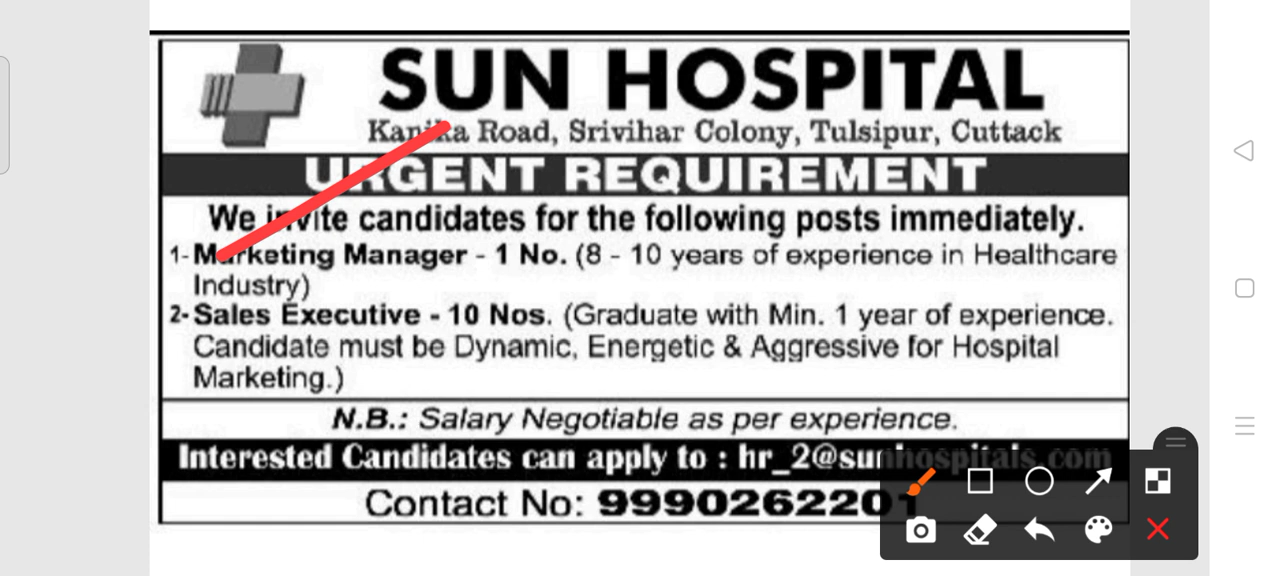 SUN HOSPITAL
Kanika Road, Srivihar Colony, Tulsipur, Cuttack
URGENT REQUIREMENT
We invite candidates for the following posts immediately.
1- Marketing Manager - 1 No. (8 - 10 years of experience in Healthcare
Industry)
2- Sales Executive - 10 Nos. (Graduate with Min. 1 year of experience.
Candidate must be Dynamic, Energetic & Aggressive for Hospital
Marketing.)
N.B.: Salary Negotiable as per experience.
Interested Candidates can apply to : hr_2@sunhospitals.com
Contact No: 9990262201